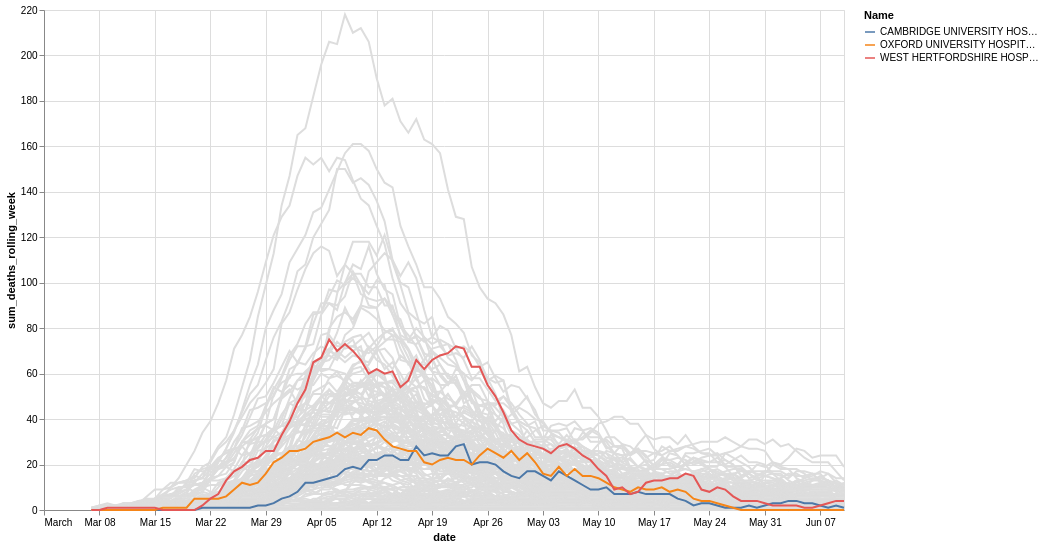 220
200
180
160
140
120
100
80
60
40
20
0
sum_deaths_rolling_week
March Mar 08 Mar 15 Mar 22 Mar 29 Apr 05 Apr 12 Apr 19 Apr 26 May 03 May 10 May 17 May 24 May 31 Jun 07
date
Name
CAMBRIDGE UNIVERSITY HOS...
OXFORD UNIVERSITY HOSPIT...
WEST HERTFORDSHIRE HOSP...